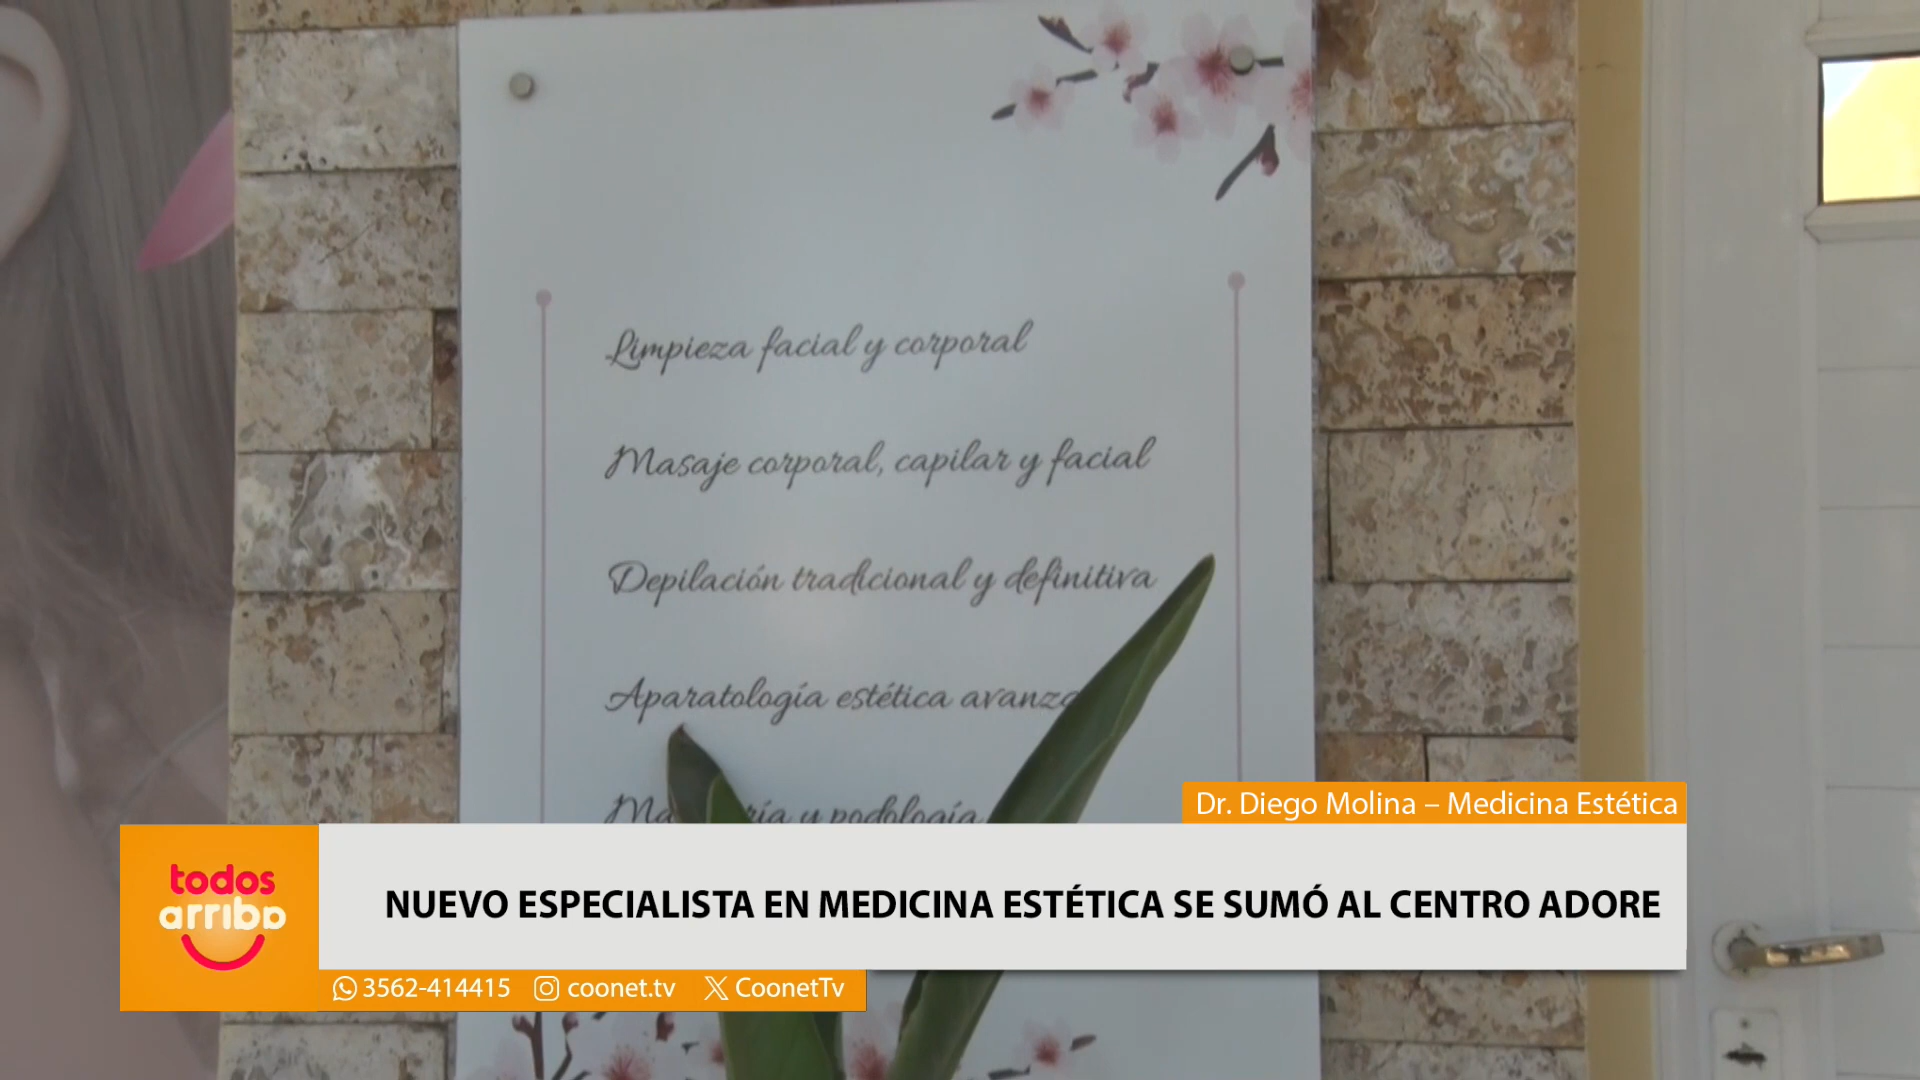 Limpieza facial y corporal
Masaje corporal, capilar y facial
Depilación tradicional y definitiva
Aparatología estética
y podología
Dr. Diego Molina – Medicina Estética
todos
arriba
NUEVO ESPECIALISTA EN MEDICINA ESTÉTICA SE SUMÓ AL CENTRO ADORE
3562-414415 coonet.tv CoonetTv